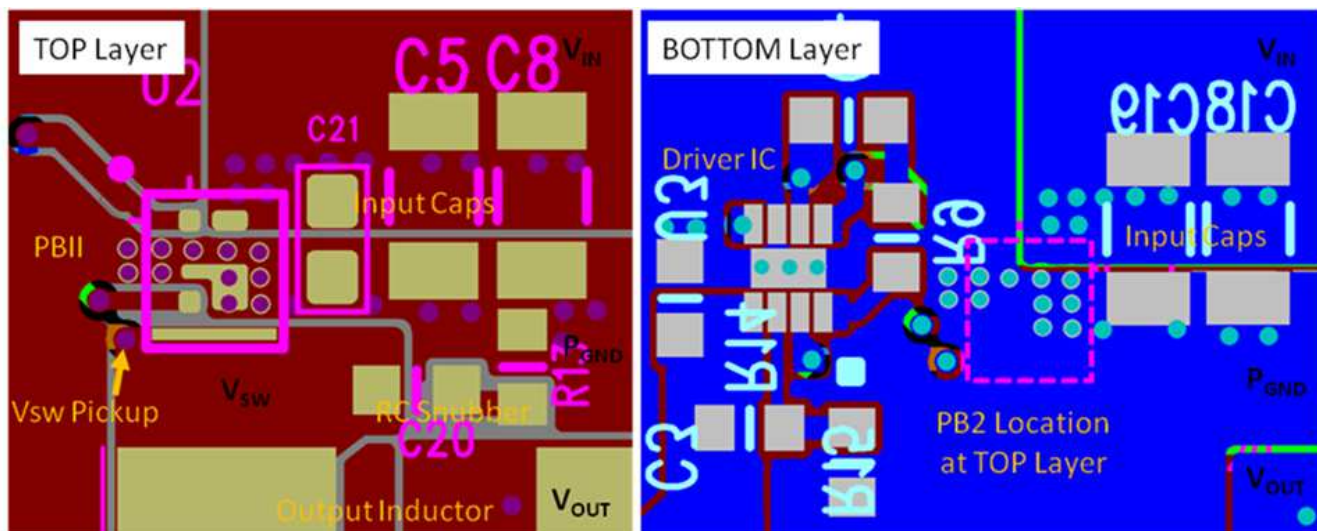 TOP Layer
C5
C8
VIN
U2
C21
Input Caps
PBII
PGND
VSW
R17
Vsw Pickup
RC Snubber
C20
Output Inductor
VOUT
BOTTOM Layer
VIN
C19
C18
Driver IC
U3
R9
Input Caps
R14
PGND
C3
R15
PB2 Location
at TOP Layer
VOUT